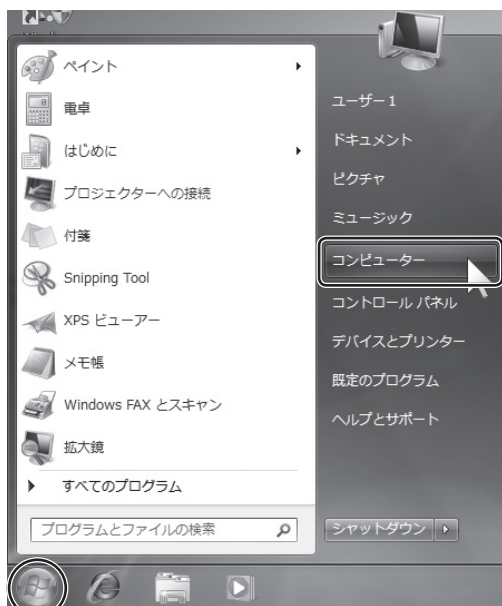 ペイント
電卓
はじめに
プロジェクターへの接続
付箋
Snipping Tool
XPS ビューアー
メモ帳
Windows FAX とスキャン
拡大鏡
すべてのプログラム
プログラムとファイルの検索
ユーザー1
ドキュメント
ピクチャ
ミュージック
コンピューター
コントロール パネル
デバイスとプリンター
既定のプログラム
ヘルプとサポート
シャットダウン